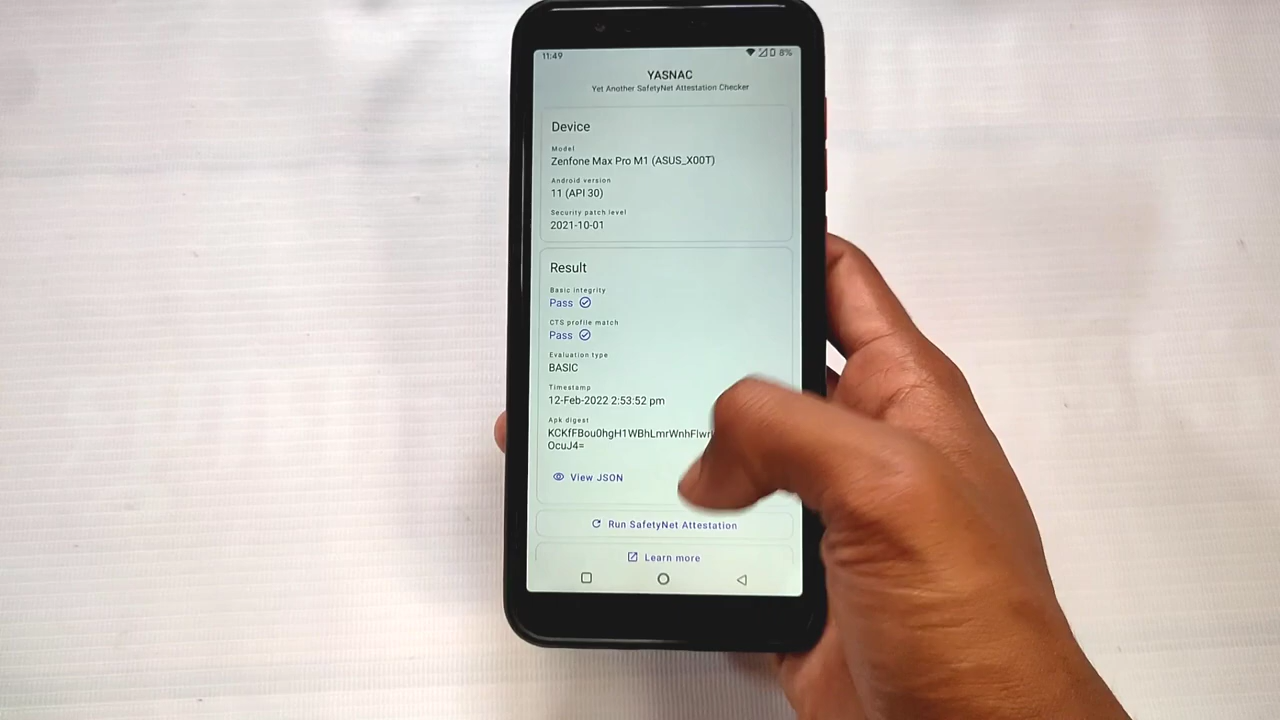 11:49
8%
YASNAC
Yet Another SafetyNet Attestation Checker
Device
Model
Zenfone Max Pro M1 (ASUS_X00T)
Android version
11 (API 30)
Security patch level
2021-10-01
Result
Basic integrity
Pass
CTS profile match
Pass
Evaluation type
BASIC
Timestamp
12-Feb-2022 2:53:52 pm
Apk digest
OcuJ4=
View JSON
Run SafetyNet Attestation
Learn more